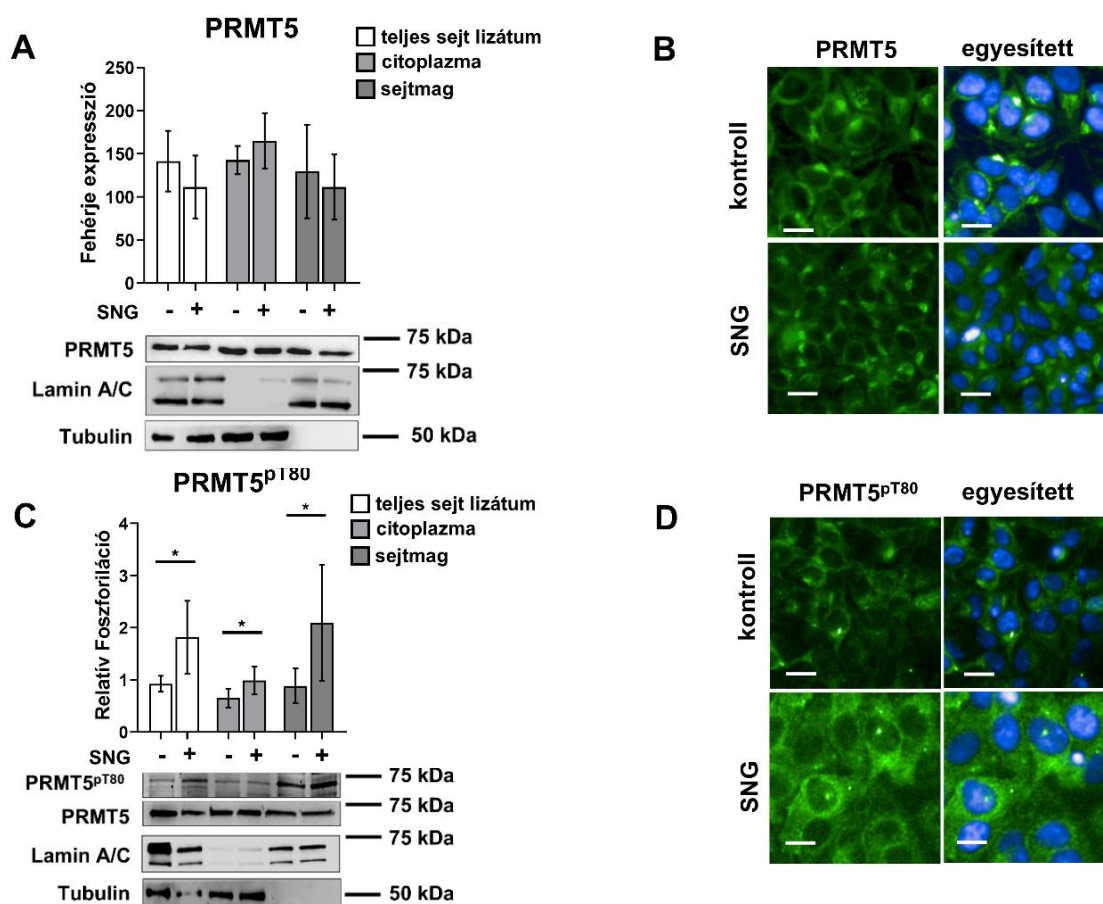 A
PRMT5
teljes sejt lizátum
citoplazma
sejtmag
Fehérje expresszió
250
200
150
100
50
0
SNG - + - + - +
PRMT5
75 kDa
Lamin A/C
75 kDa
Tubulin
50 kDa
B
PRMT5 egyesített
kontroll
SNG
C
PRMT5pT80
teljes sejt lizátum
citoplazma
sejtmag
Relatív Foszforiláció
4
3
2
1
0
* * *
SNG - + - + - +
PRMT5pT80
75 kDa
PRMT5
75 kDa
Lamin A/C
75 kDa
Tubulin
50 kDa
D
PRMT5pT80 egyesített
kontroll
SNG